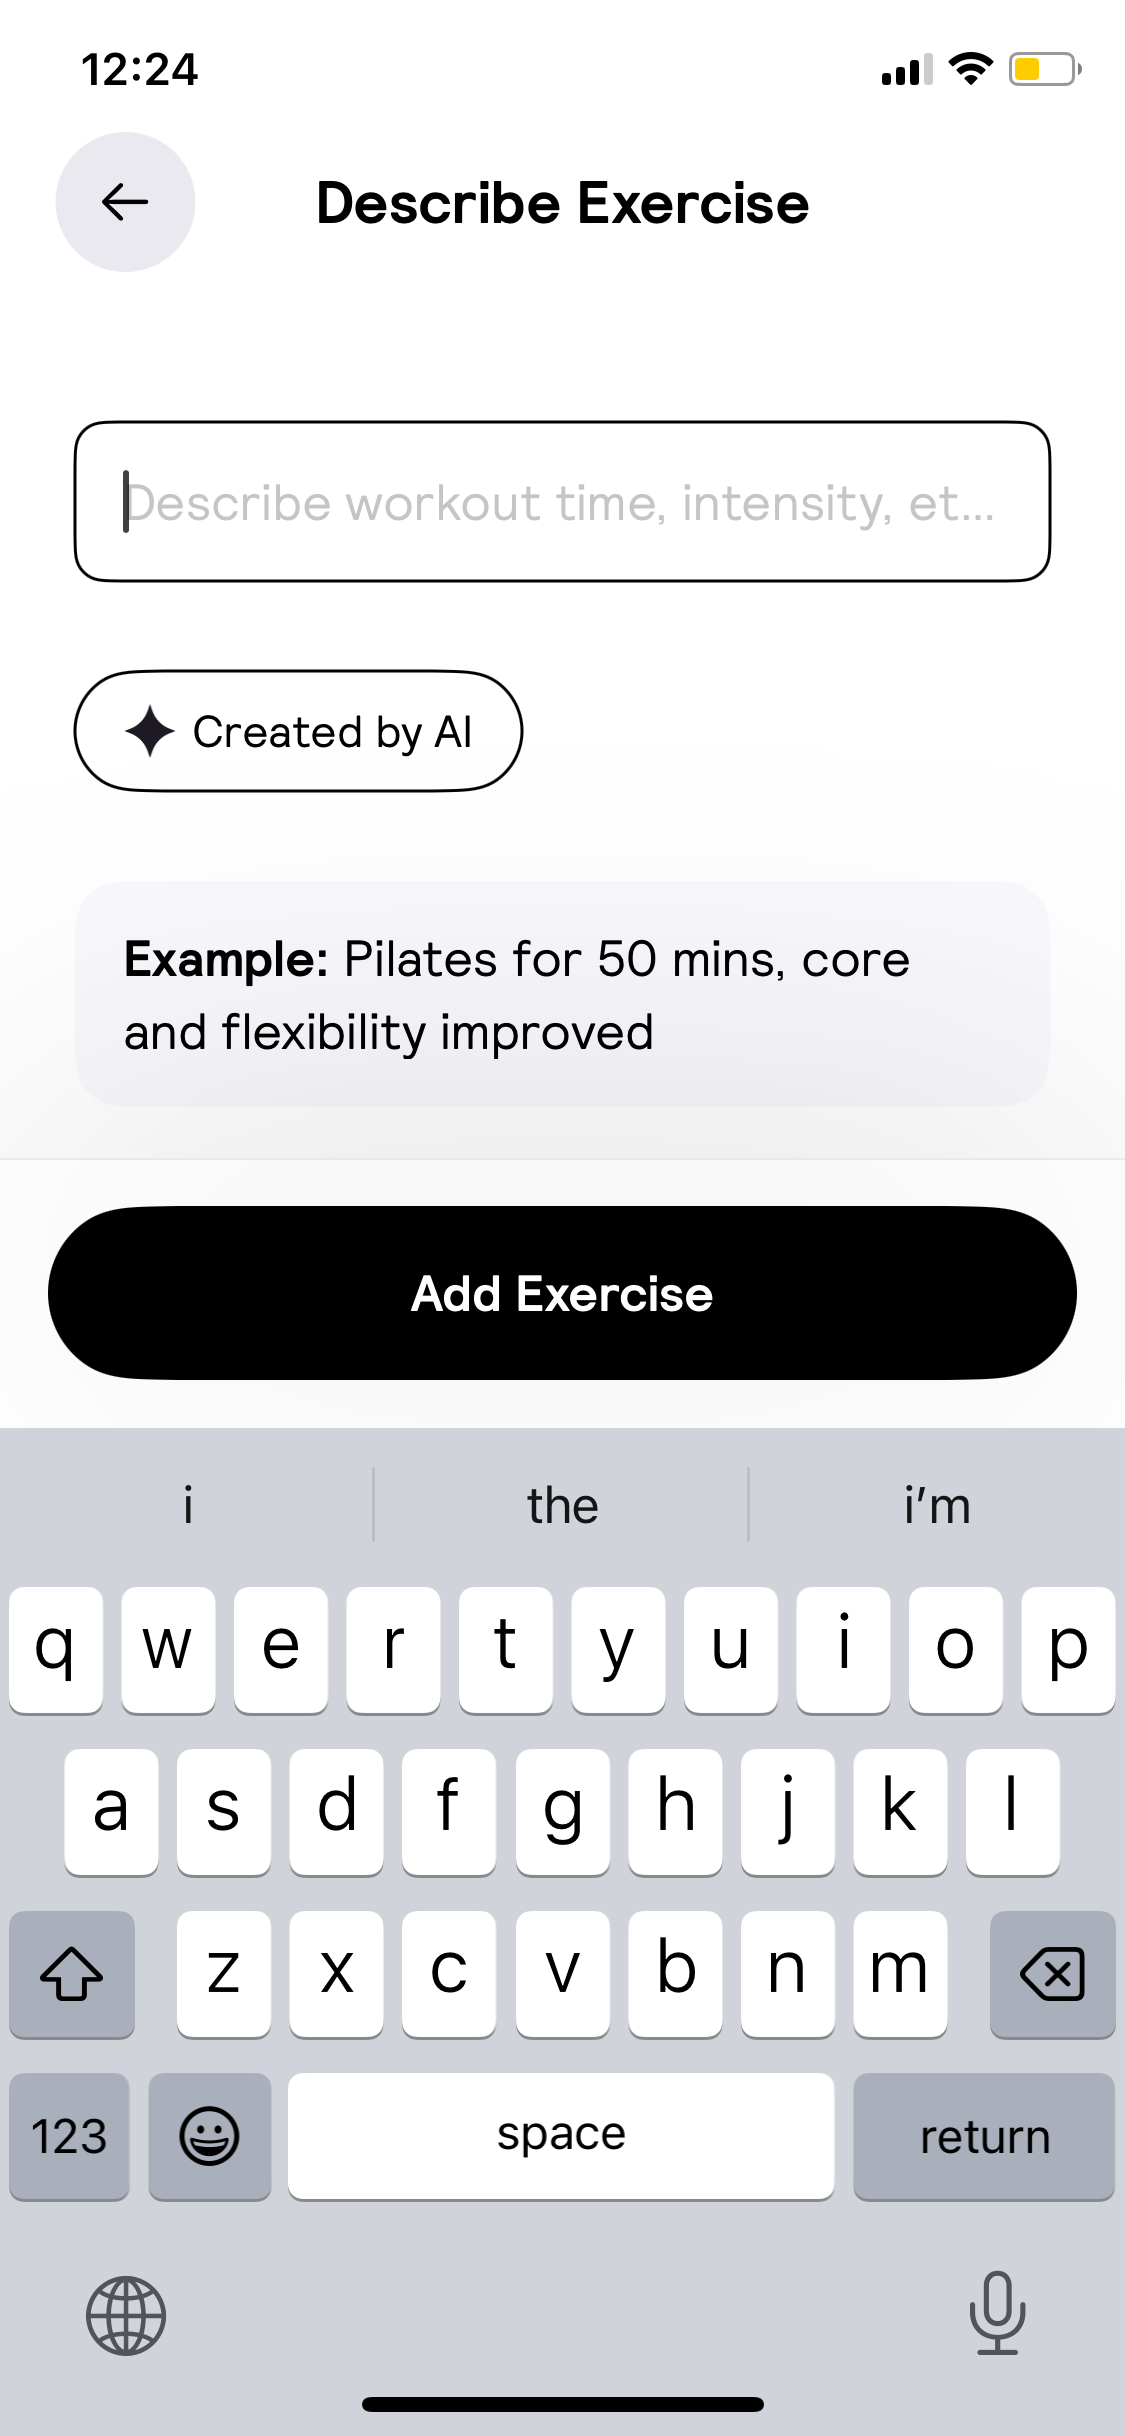 12:24
Describe Exercise
Describe workout time, intensity, et...
Created by AI
Example: Pilates for 50 mins, core
and flexibility improved
Add Exercise
i the i'm
q w e r t y u i o p
a s d f g h j k l
z x c v b n m
123 space return